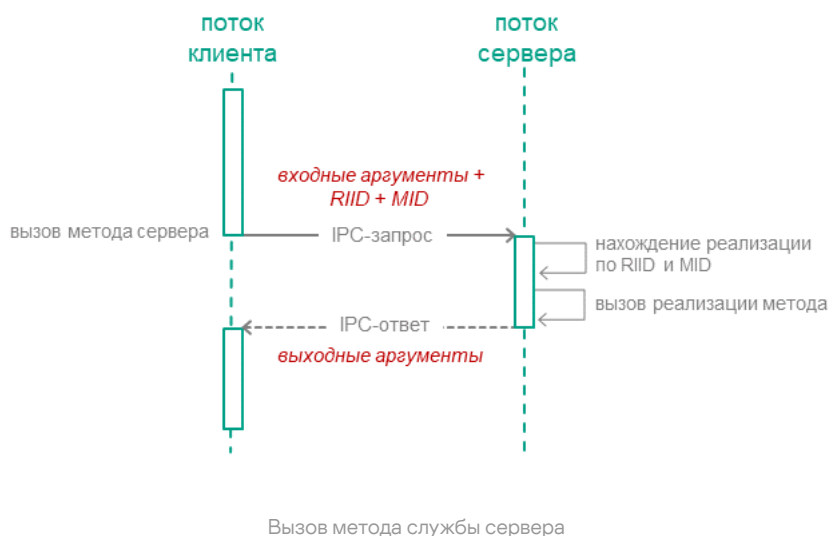 поток
клиента
поток
сервера
входные аргументы +
RIID + MID
вызов метода сервера
IPC-запрос
нахождение реализации
по RIID и MID
вызов реализации метода
IPC-ответ
выходные аргументы
Вызов метода службы сервера